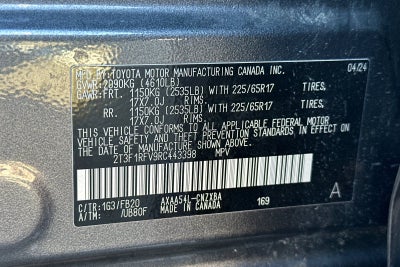 MFD BY:TOYOTA MOTOR MANUFACTURING CANADA INC.
GVWR:2090KG (4610LB) 04/24
GAWR:FRT. 1150KG (2535LB) WITH 225/65R17 TIRES.
17X7.0J RIMS.
RR. 1150KG (2535LB) WITH 225/65R17 TIRES.
17X7.0J RIMS.
THIS VEHICLE CONFORMS TO ALL APPLICABLE FEDERAL MOTOR
VEHICLE SAFETY AND THEFT PREVENTION STANDARDS IN EFFECT
ON THE DATE OF MANUFACTURE SHOWN ABOVE.
2T3F1RFV9RC443398 MPV
C/TR:1G3/FB20 AXAA54L-CNZXBA A
A/TM: /UB80F MADE IN CANADA 169